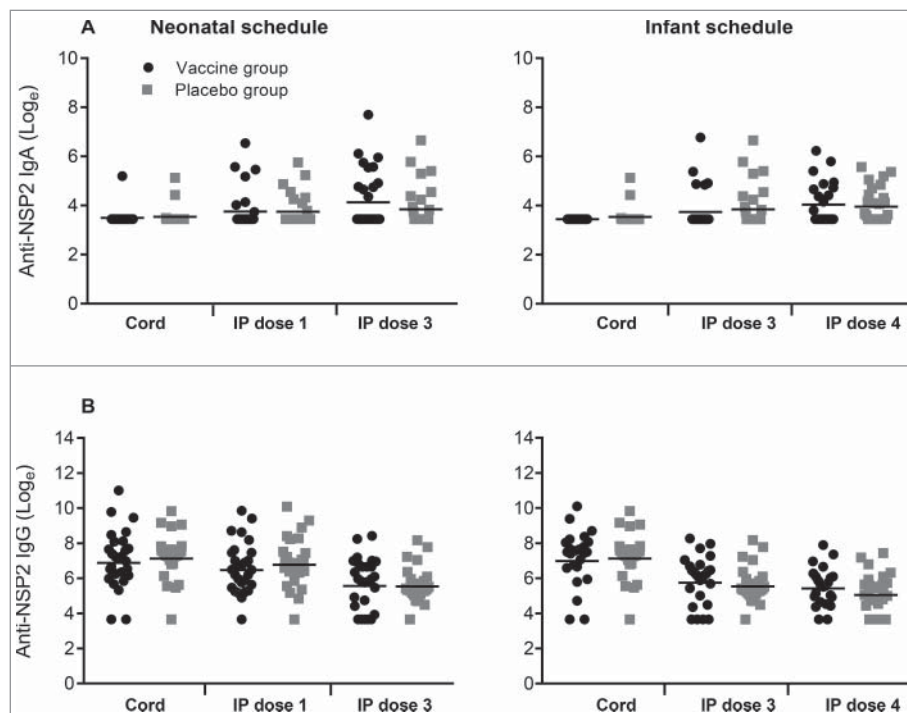 A
Neonatal schedule
Infant schedule
Vaccine group
Placebo group
Anti-NSP2 IgA (Logₑ)
10
8
6
4
2
0
Cord
IP dose 1
IP dose 3
10
8
6
4
2
0
Cord
IP dose 3
IP dose 4
B
Anti-NSP2 IgG (Logₑ)
14
12
10
8
6
4
2
0
Cord
IP dose 1
IP dose 3
14
12
10
8
6
4
2
0
Cord
IP dose 3
IP dose 4